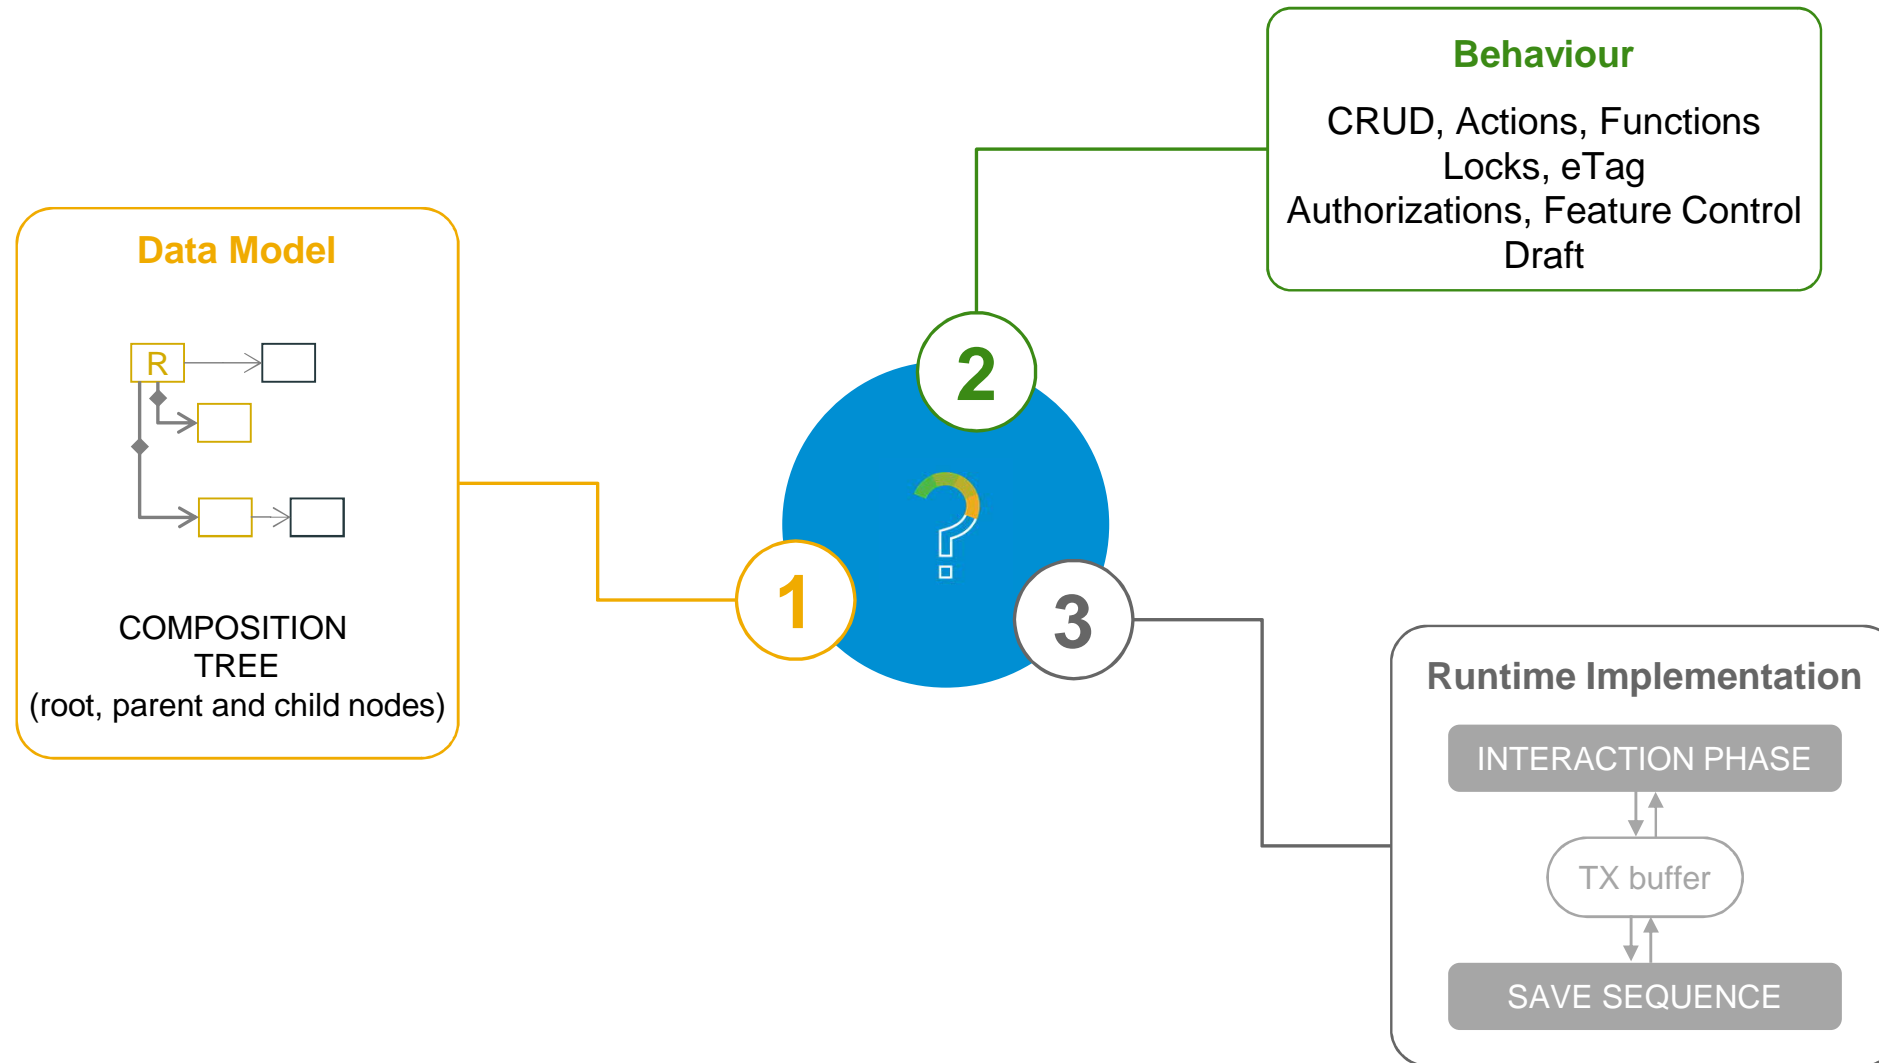 Data Model
R
COMPOSITION
TREE
(root, parent and child nodes)
1
?
2
Behaviour
CRUD, Actions, Functions
Locks, eTag
Authorizations, Feature Control
Draft
3
Runtime Implementation
INTERACTION PHASE
TX buffer
SAVE SEQUENCE